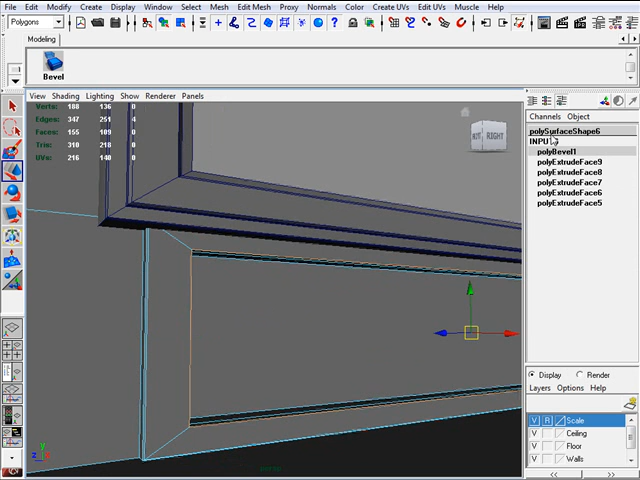 File Edit Modify Create Display Window Select Mesh Edit Mesh Proxy Normals Color Create UVs Edit UVs Muscle Help
Polygons
Modeling
Bevel
View Shading Lighting Show Renderer Panels
Verts: 188 136 0
Edges: 347 251 4
Faces: 155 109 0
Tris: 310 218 0
UVs: 216 140 0
RIGHT
Channels Object
polySurfaceShape6
INPUTS
polyBevel1
polyExtrudeFace9
polyExtrudeFace8
polyExtrudeFace7
polyExtrudeFace6
polyExtrudeFace5
Display Render
Layers Options Help
V R Scale
V Ceiling
V Floor
V Walls
y
z x
persp
<< >>